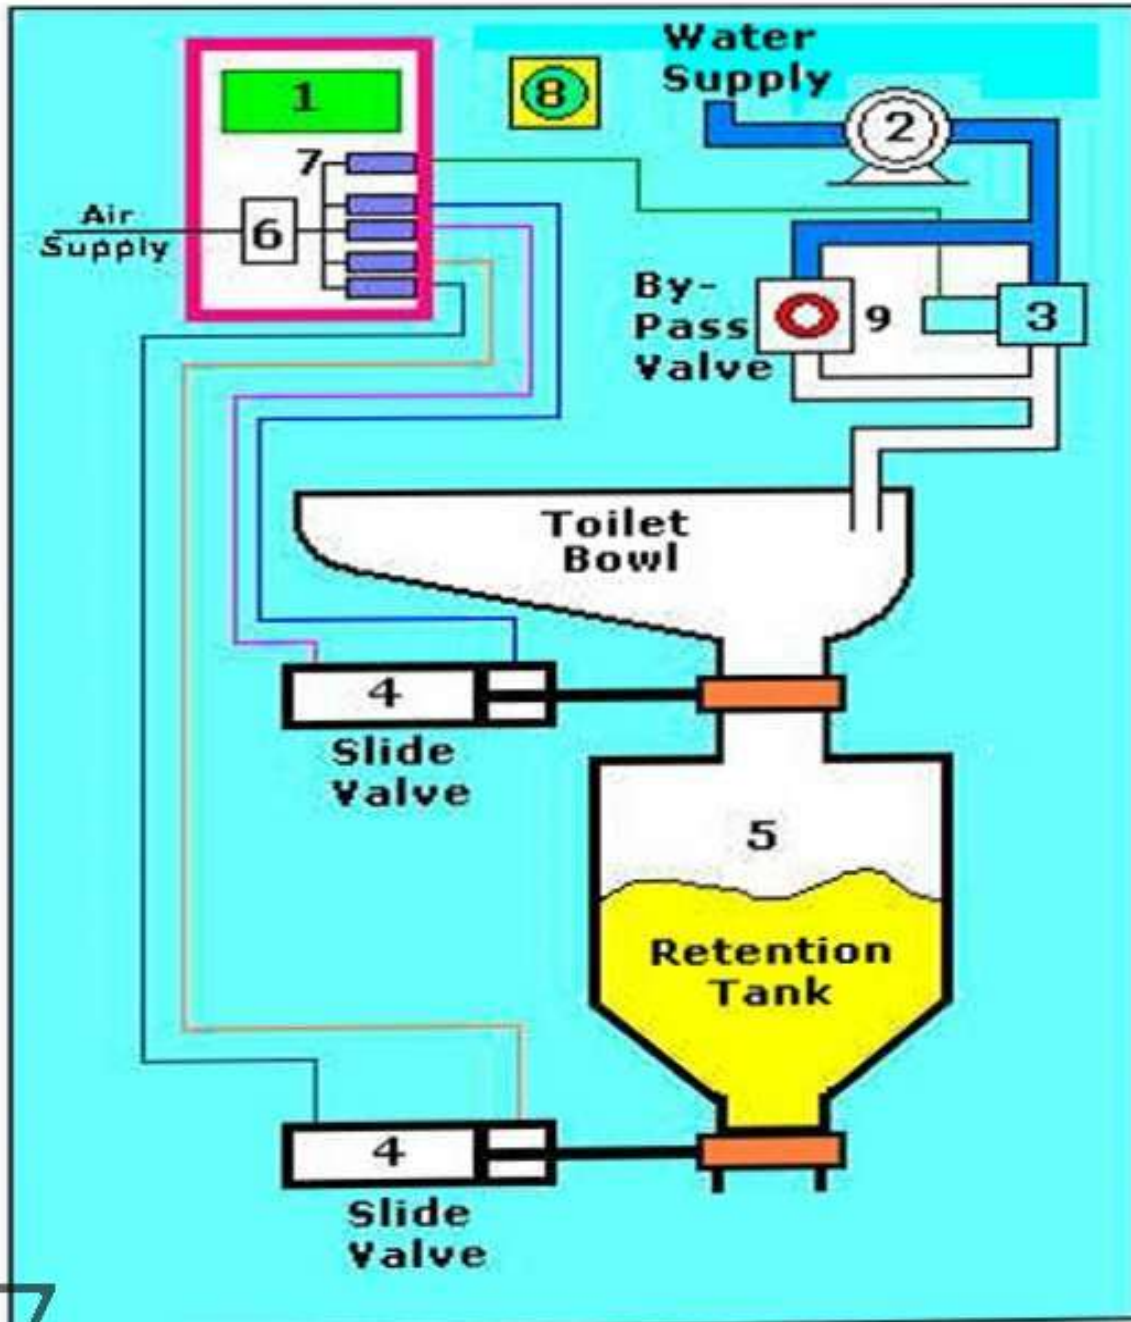 Water
Supply
1
8
2
7
Air
Supply
6
By-
Pass
Valve
9
3
Toilet
Bowl
4
Slide
Valve
5
Retention
Tank
4
Slide
Valve
7